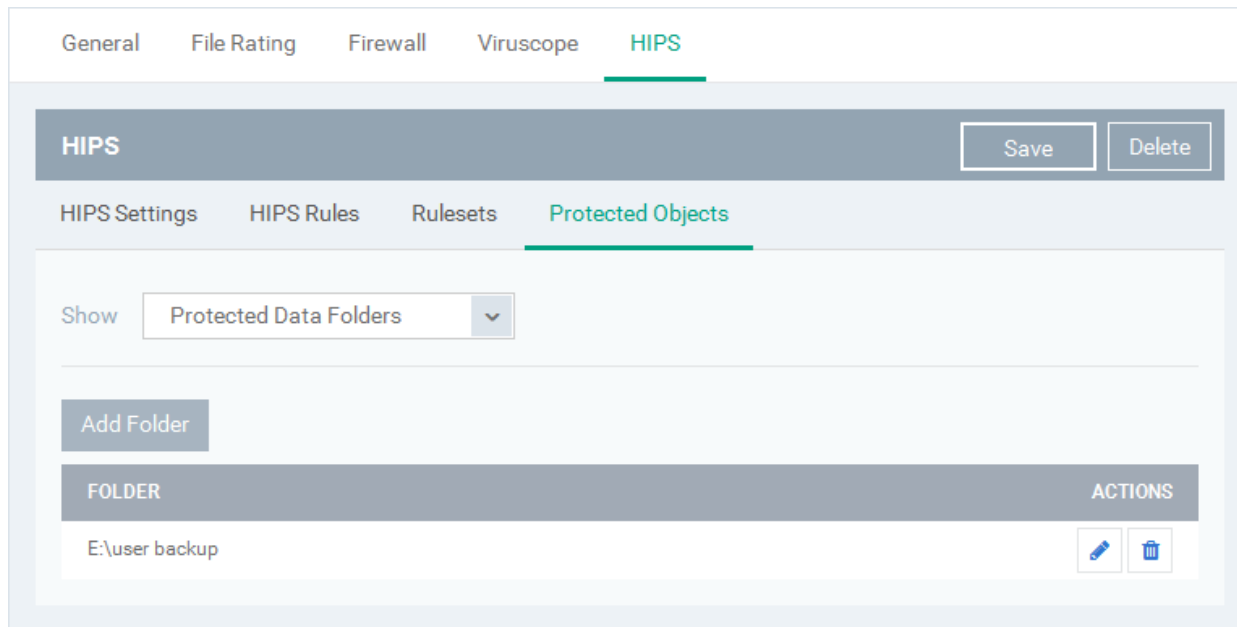 General File Rating Firewall Viruscope HIPS
HIPS Save Delete
HIPS Settings HIPS Rules Rulesets Protected Objects
Show Protected Data Folders
Add Folder
FOLDER ACTIONS
E:\user backup